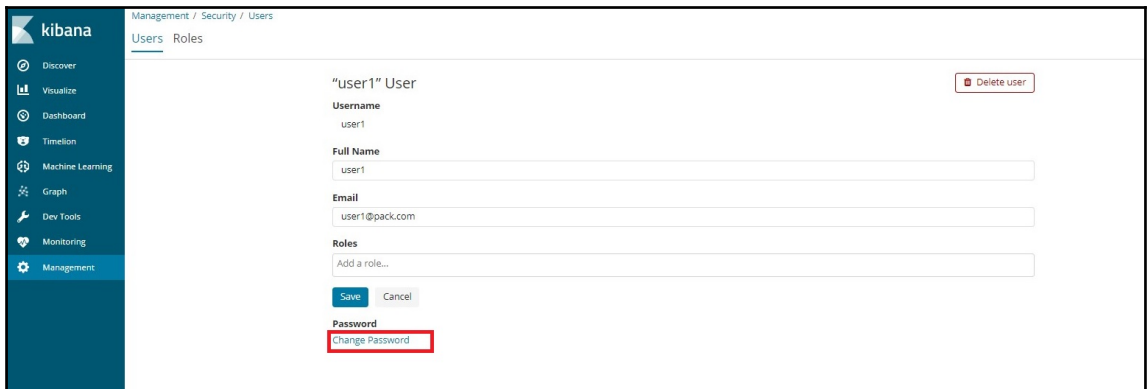 kibana
Discover
Visualize
Dashboard
Timelion
Machine Learning
Graph
Dev Tools
Monitoring
Management
Management / Security / Users
Users Roles
“user1” User
Delete user
Username
user1
Full Name
user1
Email
user1@pack.com
Roles
Add a role...
Save Cancel
Password
Change Password